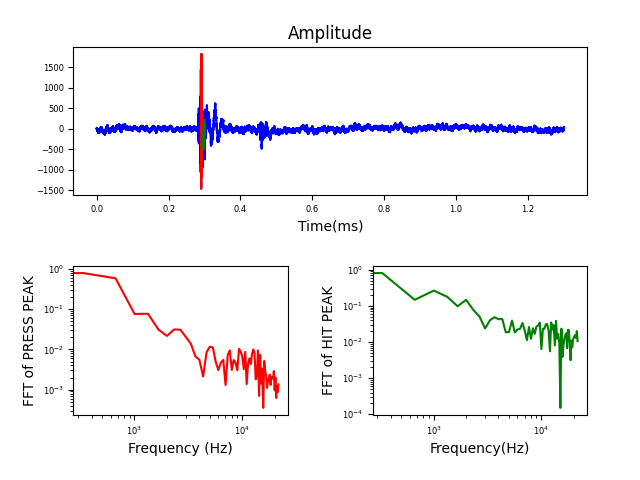 Amplitude
1500
1000
500
0
−500
−1000
−1500
0.0 0.2 0.4 0.6 0.8 1.0 1.2
Time(ms)
FFT of PRESS PEAK
10^0
10^-1
10^-2
10^-3
10^3 10^4
Frequency (Hz)
FFT of HIT PEAK
10^0
10^-1
10^-2
10^-3
10^-4
10^3 10^4
Frequency(Hz)